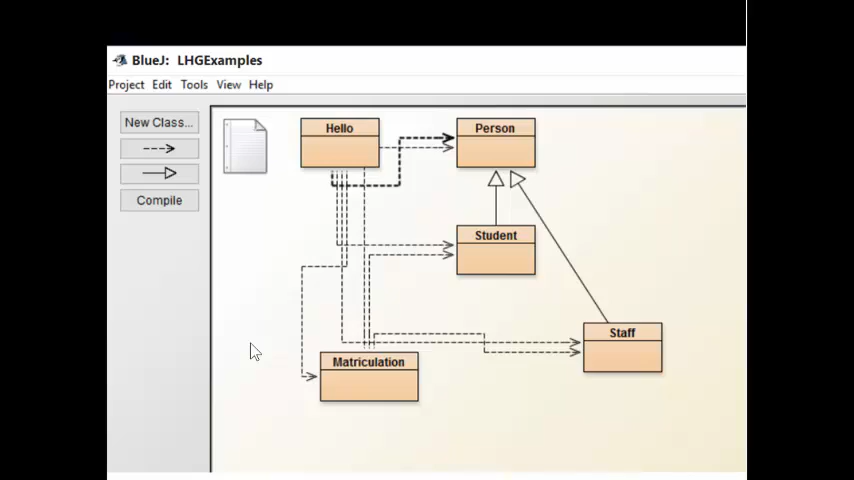 BlueJ: LHGExamples
Project Edit Tools View Help
New Class...
Compile
Hello
Person
Student
Staff
Matriculation